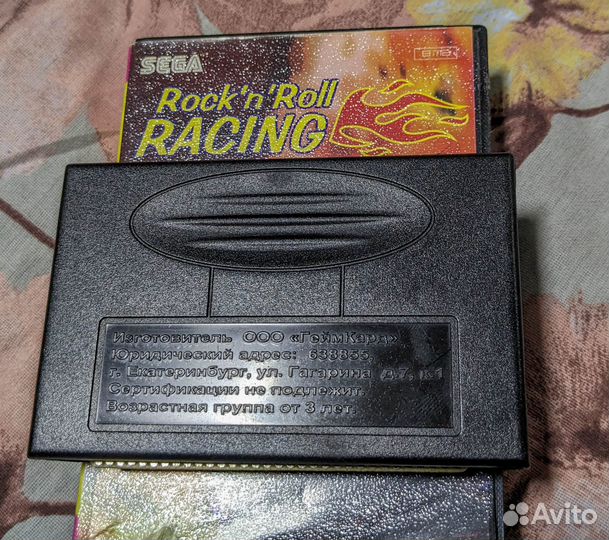 SEGA
Rock'n'Roll
RACING
Изготовитель ООО «ГеймКард»
Юридический адрес: 638855,
г. Екатеринбург, ул. Гагарина д.7, к.1
Сертификации не подлежит.
Возрастная группа от 3 лет.
Avito